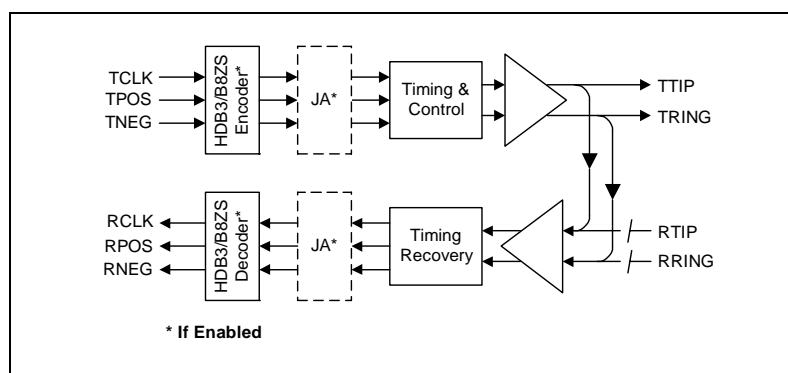 TCLK
TPOS
TNEG
HDB3/B8ZS
Encoder*
JA*
Timing &
Control
TTIP
TRING
RCLK
RPOS
RNEG
HDB3/B8ZS
Decoder*
JA*
Timing
Recovery
RTIP
RRING
* If Enabled